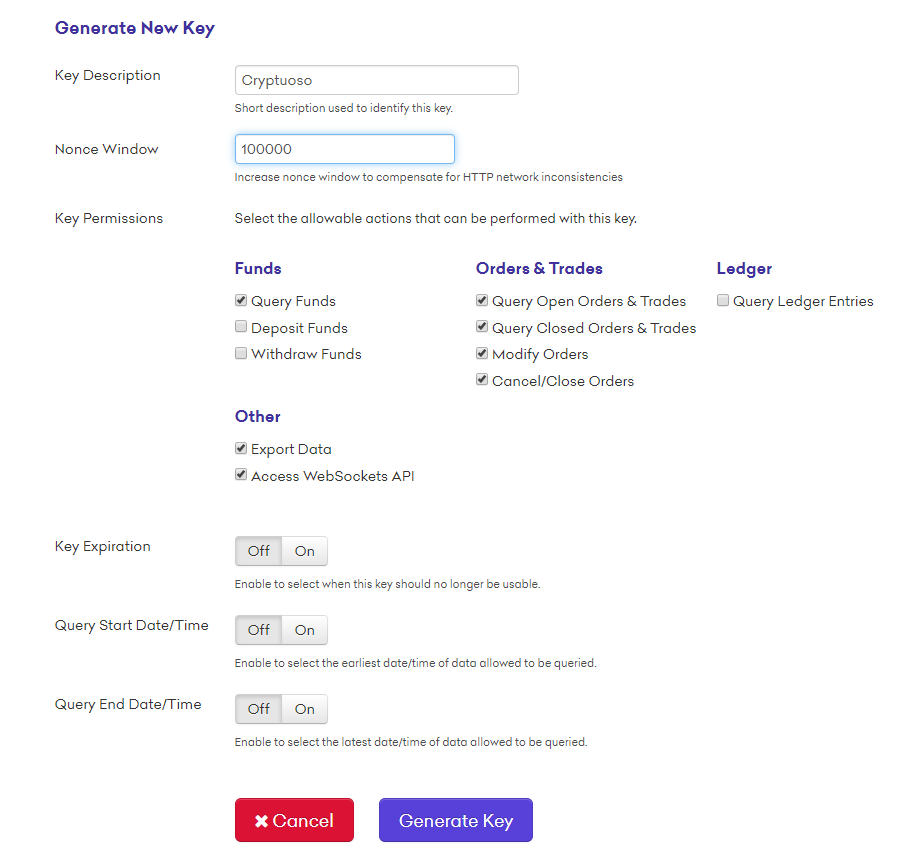 Generate New Key
Key Description
Cryptuoso
Short description used to identify this key.
Nonce Window
100000
Increase nonce window to compensate for HTTP network inconsistencies
Key Permissions
Select the allowable actions that can be performed with this key.
Funds
Query Funds
Deposit Funds
Withdraw Funds
Orders & Trades
Query Open Orders & Trades
Query Closed Orders & Trades
Modify Orders
Cancel/Close Orders
Ledger
Query Ledger Entries
Other
Export Data
Access WebSockets API
Key Expiration
Off On
Enable to select when this key should no longer be usable.
Query Start Date/Time
Off On
Enable to select the earliest date/time of data allowed to be queried.
Query End Date/Time
Off On
Enable to select the latest date/time of data allowed to be queried.
Cancel
Generate Key